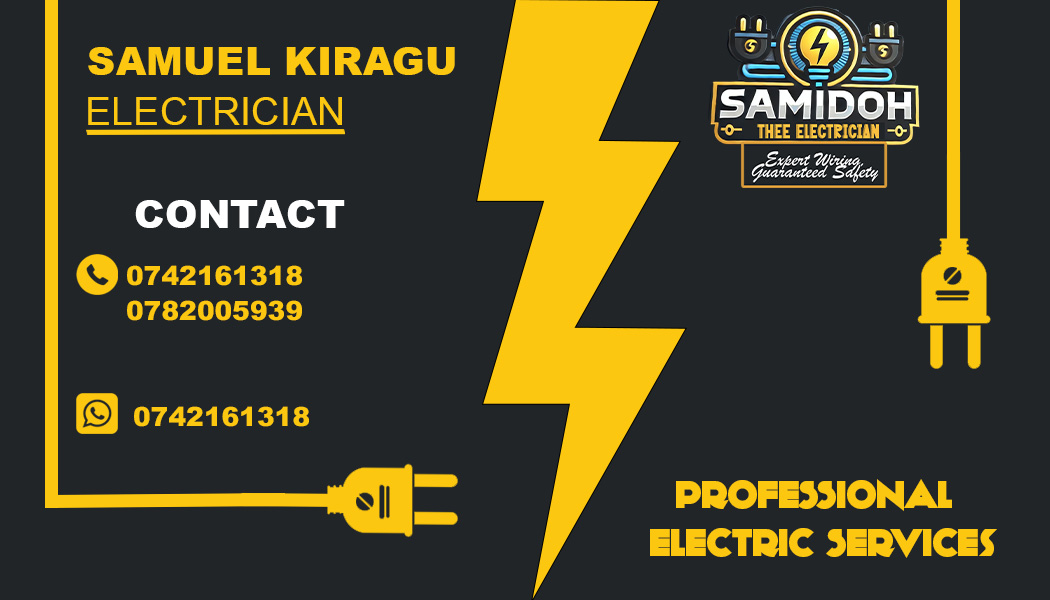 SAMUEL KIRAGU
ELECTRICIAN
CONTACT
0742161318
0782005939
0742161318
SAMIDOH
THEE ELECTRICIAN
Expert Wiring,
Guaranteed Safety
PROFESSIONAL
ELECTRIC SERVICES